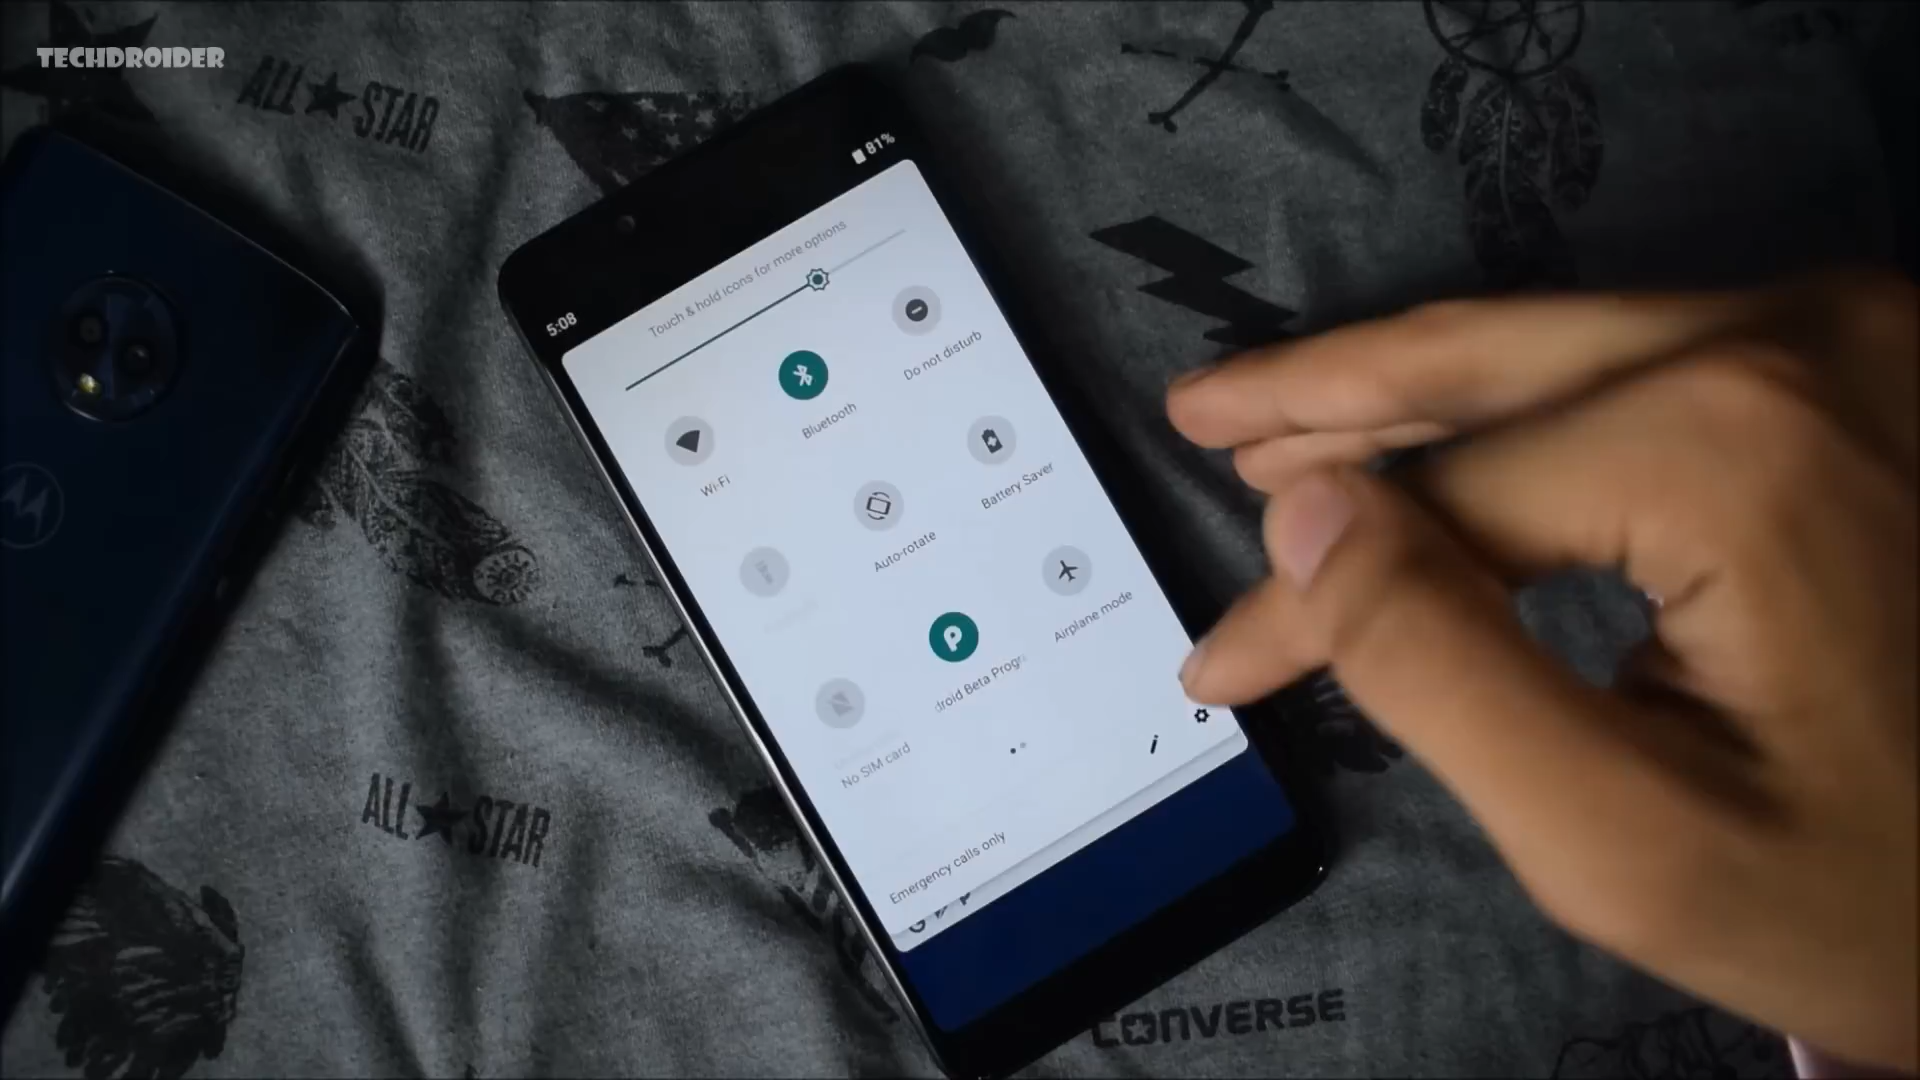 TECHDROIDER
ALL STAR
81%
5:08
Touch & hold icons for more options
Wi-Fi
Bluetooth
Do not disturb
Auto-rotate
Battery Saver
No SIM card
droid Beta Progr
Airplane mode
Emergency calls only
ALL STAR
CONVERSE